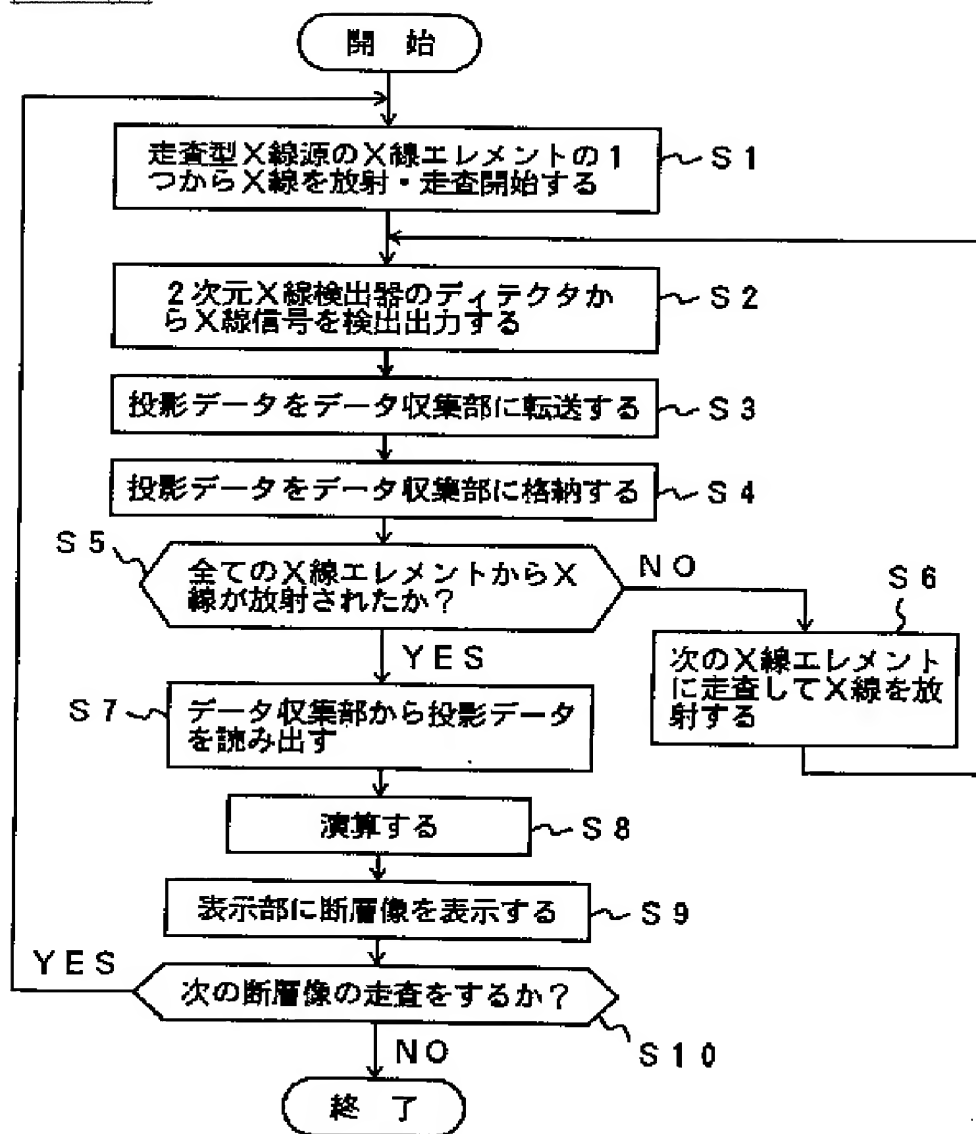 開 始
走査型X線源のX線エレメントの1
つからX線を放射・走査開始する
S1
2次元X線検出器のディテクタか
らX線信号を検出出力する
S2
投影データをデータ収集部に転送する
S3
投影データをデータ収集部に格納する
S4
S5
全てのX線エレメントからX
線が放射されたか?
NO
S6
次のX線エレメント
に走査してX線を放
射する
YES
S7
データ収集部から投影データ
を読み出す
演算する
S8
表示部に断層像を表示する
S9
YES
次の断層像の走査をするか?
S10
NO
終 了